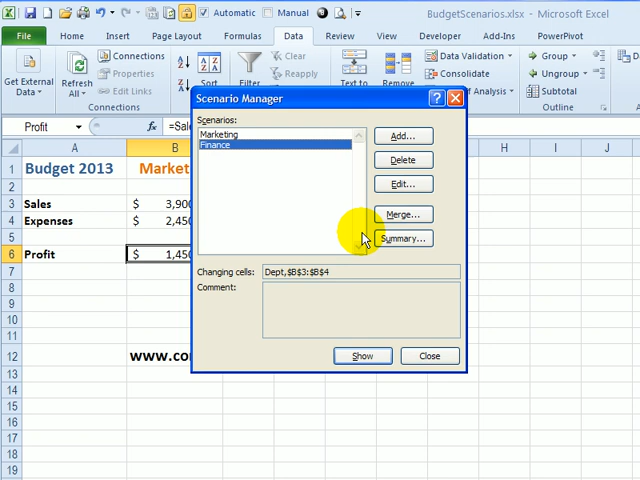 Automatic Manual BudgetScenarios.xlsx - Microsoft Excel
File Home Insert Page Layout Formulas Data Review View Developer Add-Ins PowerPivot
Get External Data
Refresh All
Connections
Properties
Edit Links
Connections
Sort
Filter
Clear
Reapply
Data Validation
Consolidate
Analysis
Group
Ungroup
Subtotal
Outline
Profit fx =Sale
A B G H I J
1 Budget 2013 Market
2
3 Sales $ 3,900
4 Expenses $ 2,450
5
6 Profit $ 1,450
7
8
9
10
11
12 www.co
13
14
15
16
17
18
19
Scenario Manager
Scenarios:
Marketing
Finance
Add...
Delete
Edit...
Merge...
Summary...
Changing cells: Dept,$B$3:$B$4
Comment:
Show Close